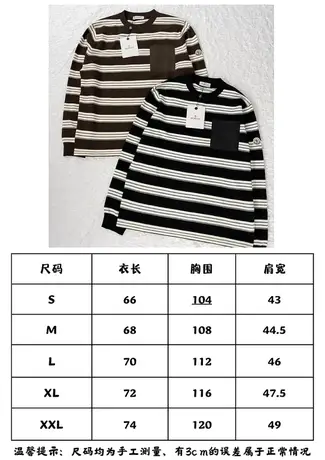 尺码 衣长 胸围 肩宽
S 66 104 43
M 68 108 44.5
L 70 112 46
XL 72 116 47.5
XXL 74 120 49
温馨提示：尺码均为手工测量，有3cm的误差属于正常情况